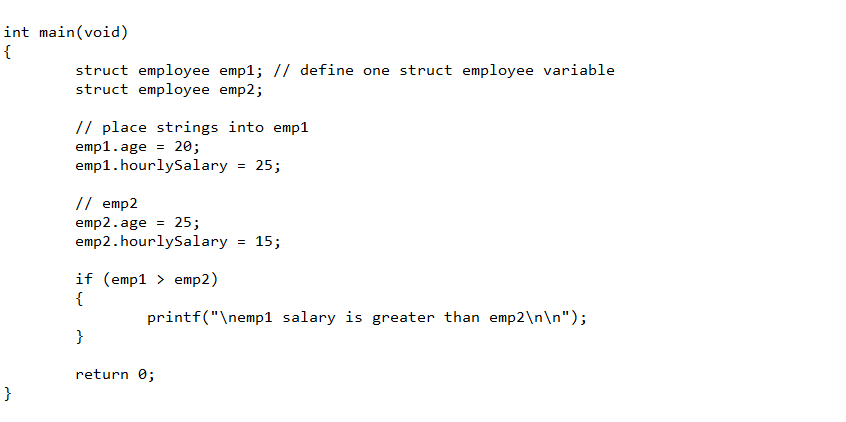 int main(void)
{
struct employee emp1; // define one struct employee variable
struct employee emp2;
// place strings into emp1
emp1.age = 20;
emp1.hourlySalary = 25;
// emp2
emp2.age = 25;
emp2.hourlySalary = 15;
if (emp1 > emp2)
{
printf("\nemp1 salary is greater than emp2\n\n");
}
return 0;
}